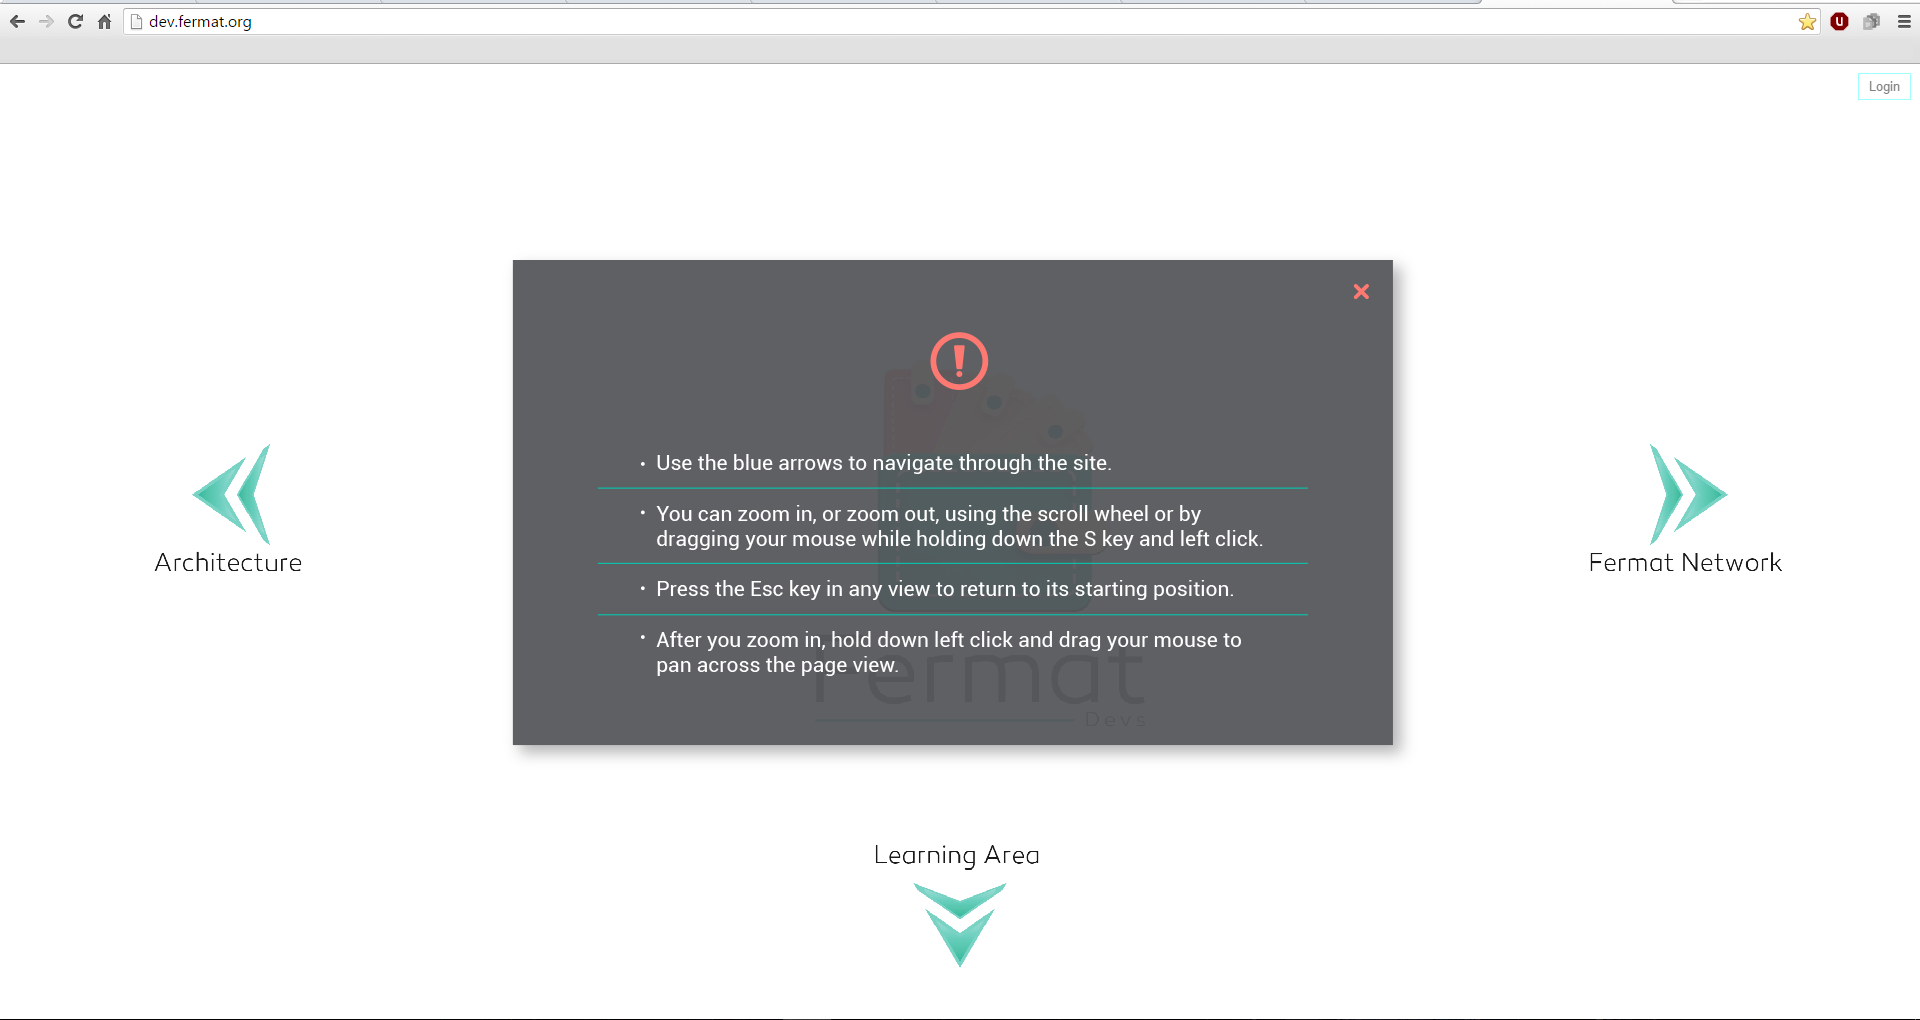 dev.fermat.org
Login
• Use the blue arrows to navigate through the site.
• You can zoom in, or zoom out, using the scroll wheel or by
dragging your mouse while holding down the S key and left click.
• Press the Esc key in any view to return to its starting position.
• After you zoom in, hold down left click and drag your mouse to
pan across the page view.
Fermat
Devs
Architecture
Fermat Network
Learning Area